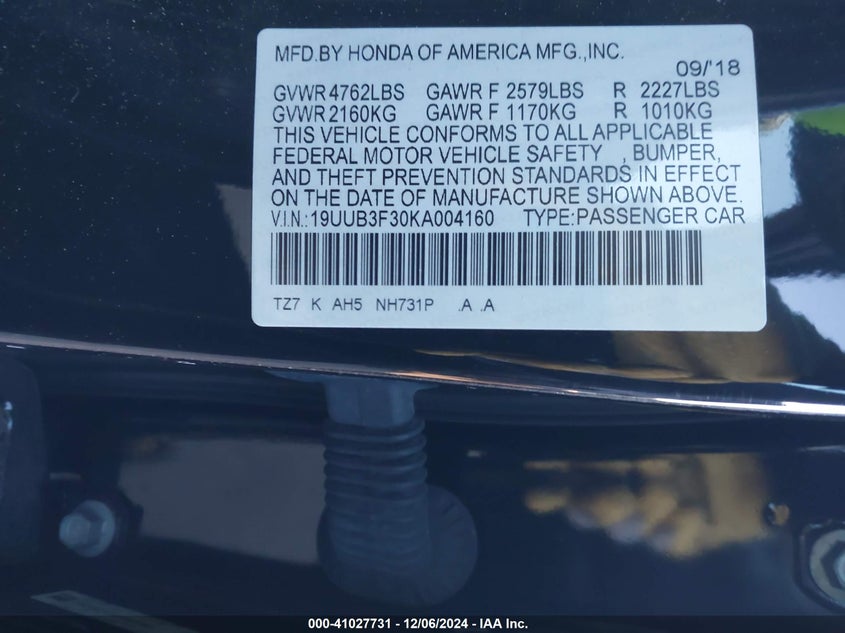 MFD.BY HONDA OF AMERICA MFG.,INC.
09/'18
GVWR 4762LBS GAWR F 2579LBS R 2227LBS
GVWR 2160KG GAWR F 1170KG R 1010KG
THIS VEHICLE CONFORMS TO ALL APPLICABLE
FEDERAL MOTOR VEHICLE SAFETY , BUMPER,
AND THEFT PREVENTION STANDARDS IN EFFECT
ON THE DATE OF MANUFACTURE SHOWN ABOVE.
V.I.N.:19UUB3F30KA004160 TYPE:PASSENGER CAR
TZ7 K AH5 NH731P .A .A
000-41027731 - 12/06/2024 - IAA Inc.